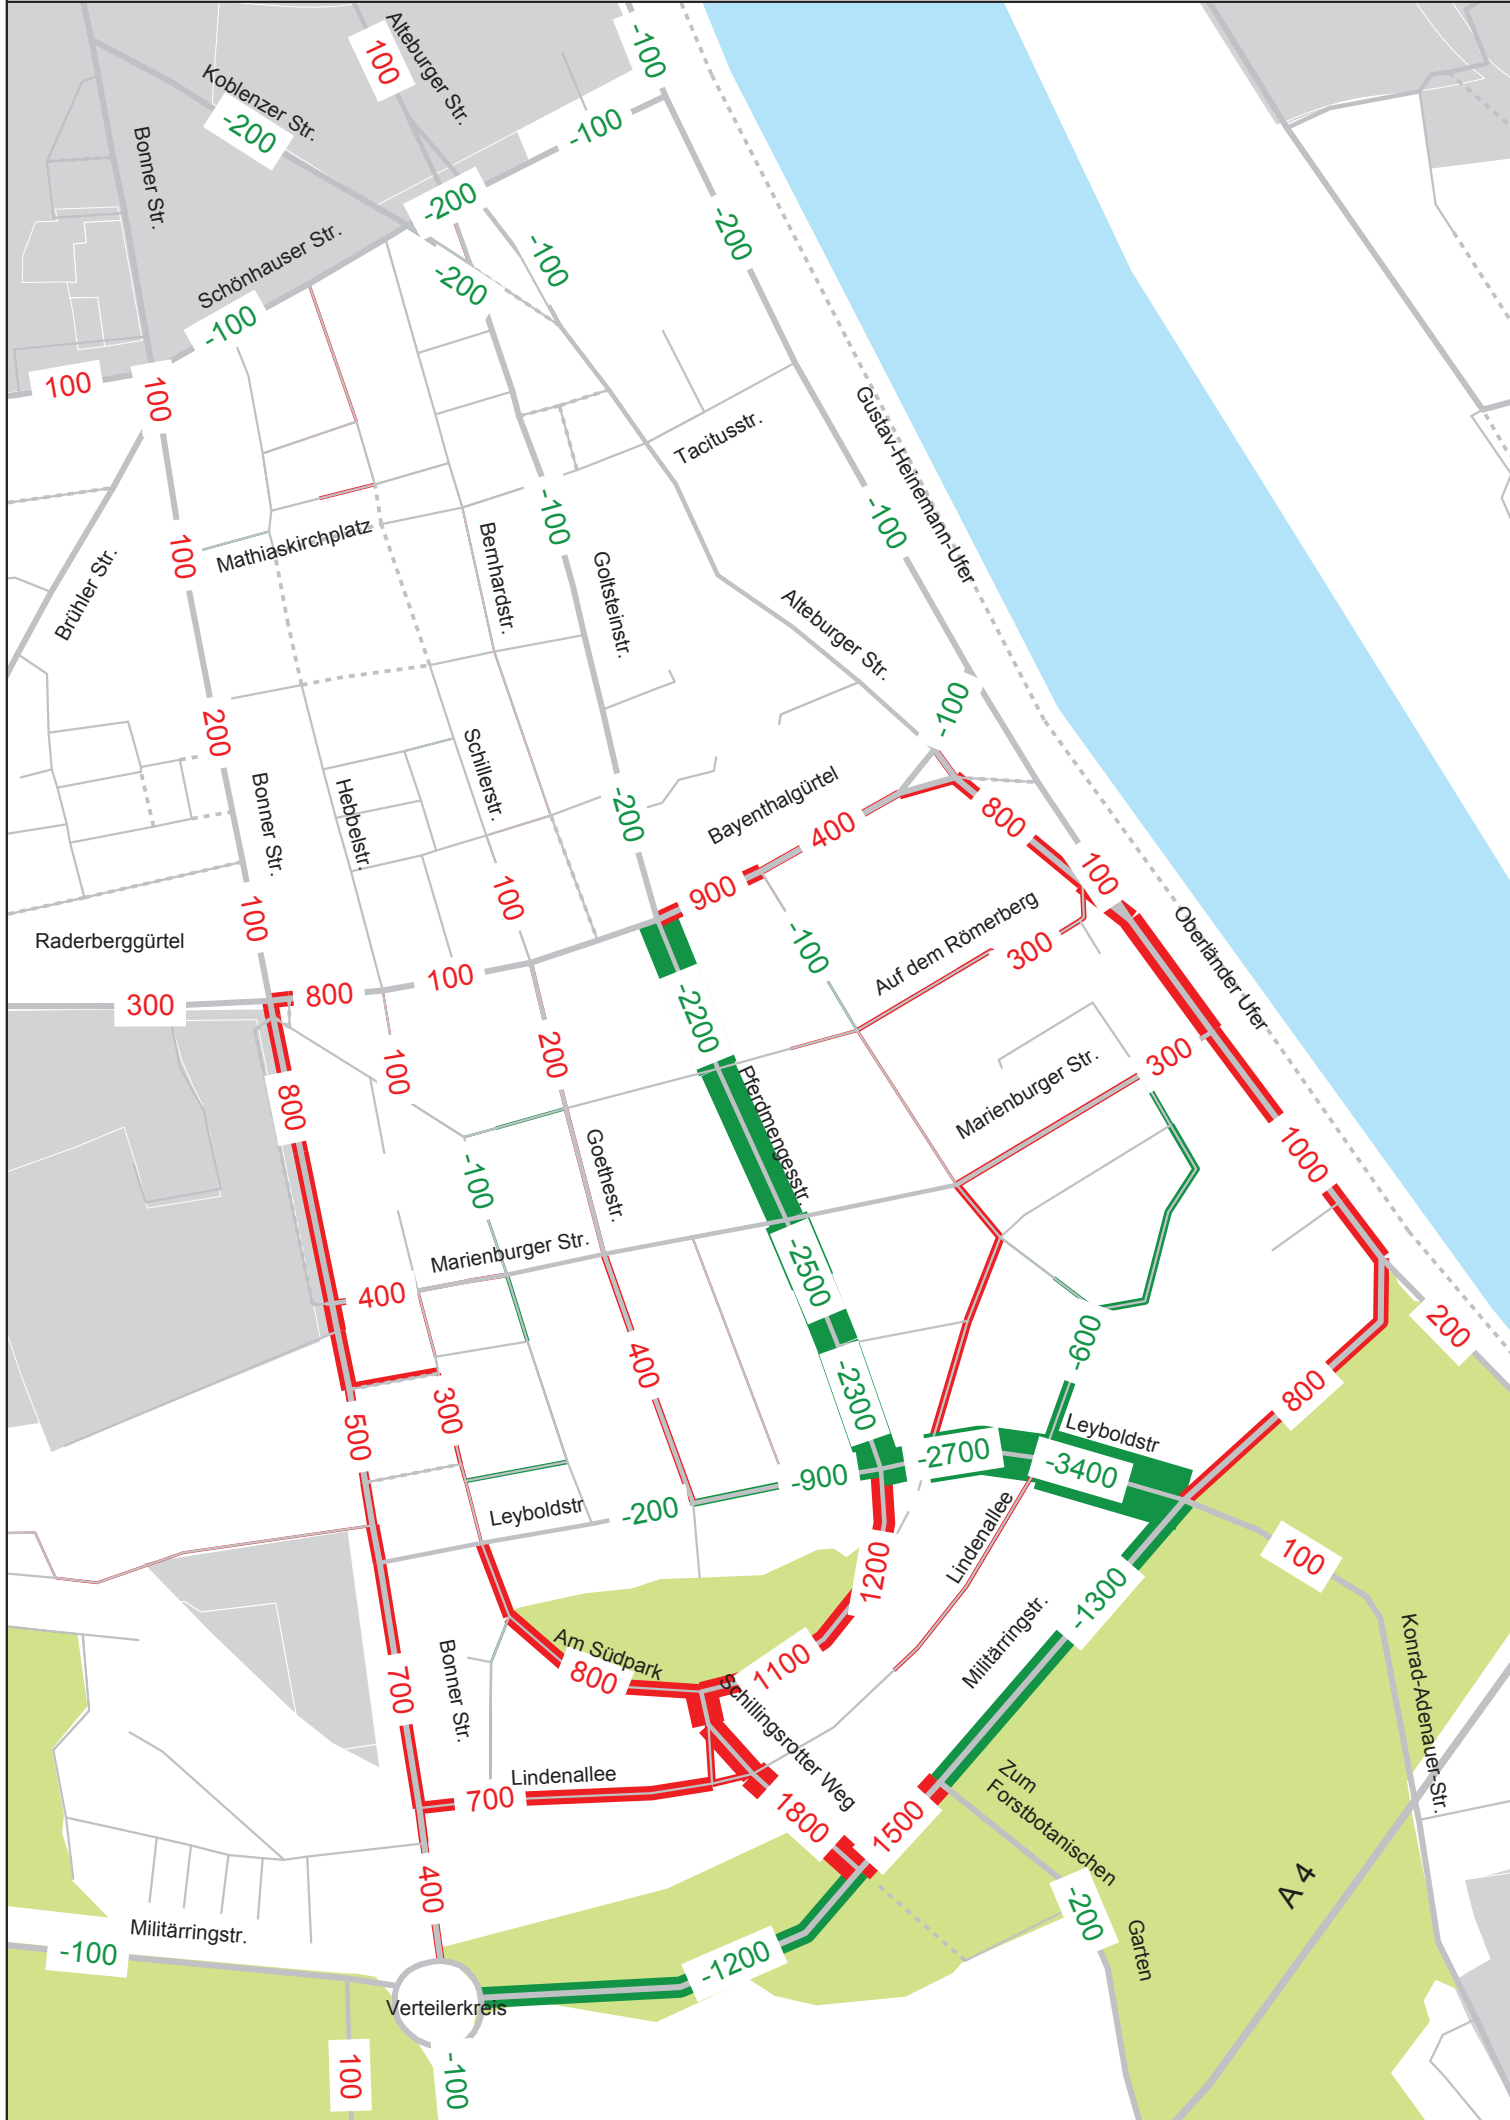 -100
Alteburger Str.
100
Koblenzer Str.
-200
-100
Bonner Str.
-200
-200
Schönhauser Str.
-100
-200
-100
100
100
Gustav-Heinemann-Ufer
Tacitusstr.
-100
-100
100
Mathiaskirchplatz
Bernhardstr.
Goltsteinstr.
Brühler Str.
Alteburger Str.
-100
200
Schillerstr.
Bonner Str.
Hebbelstr.
-200
Bayenthalgürtel
400
800
100
900
100
100
Raderberggürtel
-100
Auf dem Römerberg
300
Oberländer Ufer
300
800
100
-2200
200
100
800
Pferdmengesstr.
Marienburger Str.
300
Goethestr.
-100
1000
Marienburger Str.
-2500
400
-600
200
400
-2300
300
500
800
Leyboldstr
-2700
-3400
-900
-200
Leyboldstr
Lindenallee
100
1200
-1300
Militärringstr.
Konrad-Adenauer-Str.
Am Südpark
800
1100
700
Bonner Str.
Schillingsrotter Weg
Lindenallee
700
1800
1500
Zum
Forstbotanischen
Garten
-200
A 4
400
Militärringstr.
-100
-1200
Verteilerkreis
100
-100